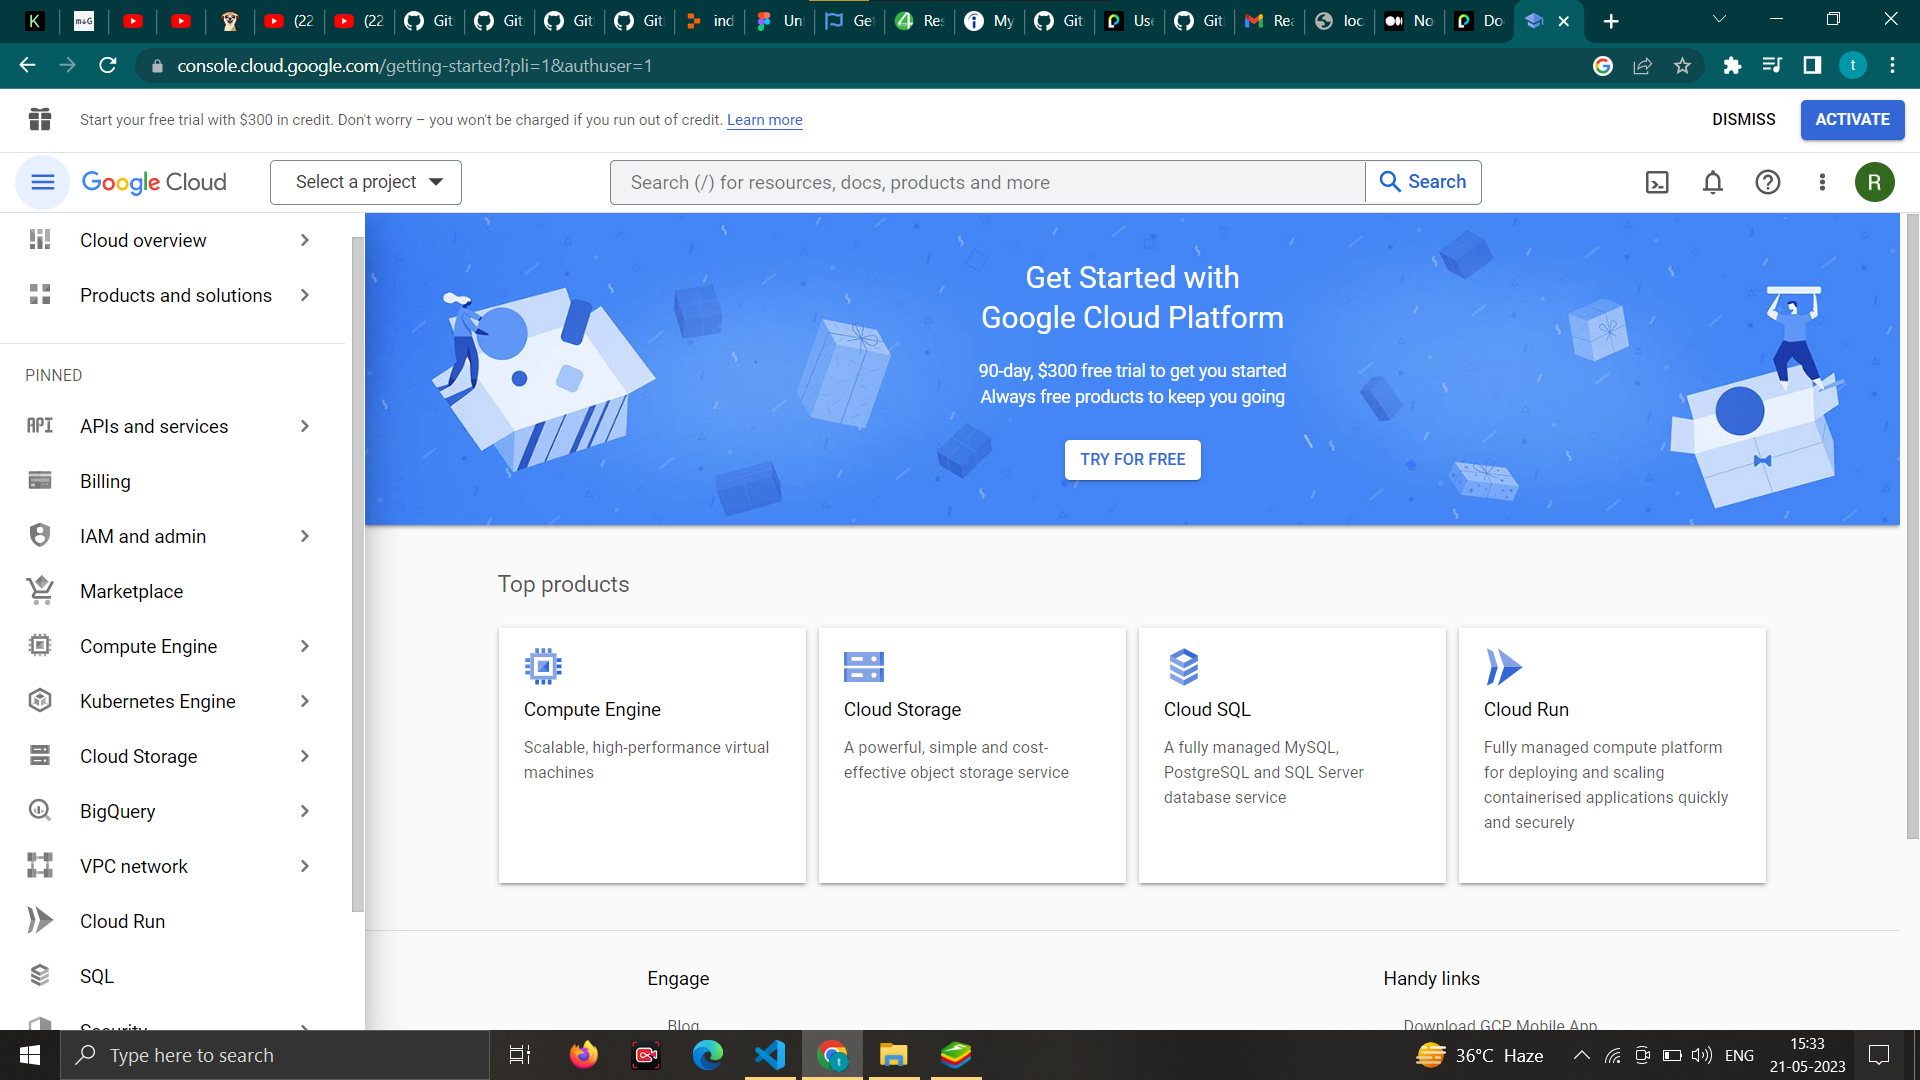 K
m+G
(22
(22
Git
Git
Git
Git
ind
Get
Res
My
Git
Use
Git
Rea
loc
No
Do
console.cloud.google.com/getting-started?pli=1&authuser=1
t
Start your free trial with $300 in credit. Don't worry – you won't be charged if you run out of credit. Learn more
DISMISS
ACTIVATE
Google Cloud
Select a project
Search (/) for resources, docs, products and more
Search
R
Cloud overview
Products and solutions
PINNED
API APIs and services
Billing
IAM and admin
Marketplace
Compute Engine
Kubernetes Engine
Cloud Storage
BigQuery
VPC network
Cloud Run
SQL
Security
Get Started with
Google Cloud Platform
90-day, $300 free trial to get you started
Always free products to keep you going
TRY FOR FREE
Top products
Compute Engine
Scalable, high-performance virtual
machines
Cloud Storage
A powerful, simple and cost-
effective object storage service
Cloud SQL
A fully managed MySQL,
PostgreSQL and SQL Server
database service
Cloud Run
Fully managed compute platform
for deploying and scaling
containerised applications quickly
and securely
Engage
Blog
Handy links
Download GCP Mobile App
Type here to search
t
36°C Haze
ENG
15:33
21-05-2023